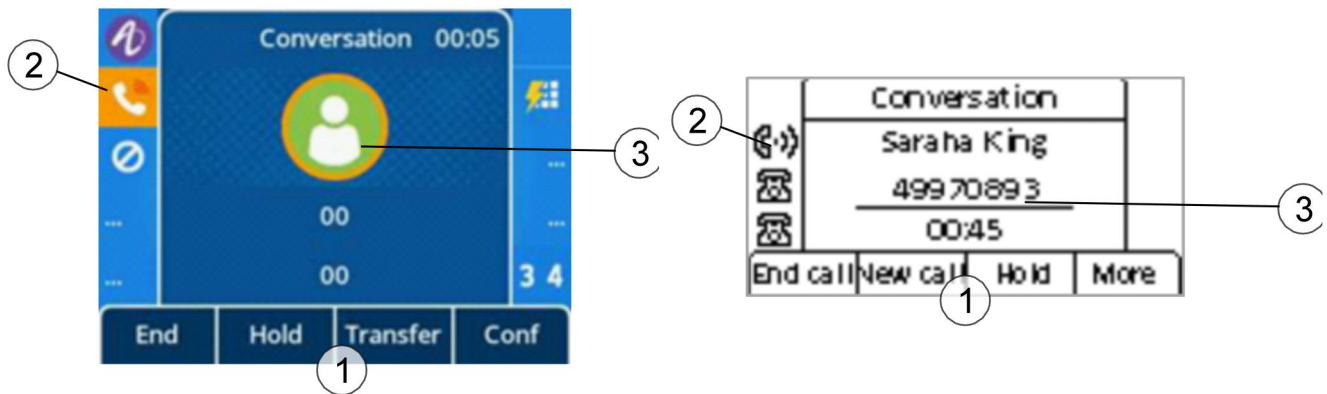 Conversation 00:05
2
3
...
00
...
...
00
3 4
End Hold Transfer Conf
1
Conversation
2
Saraha King
49970893
3
00:45
End call New call Hold More
1